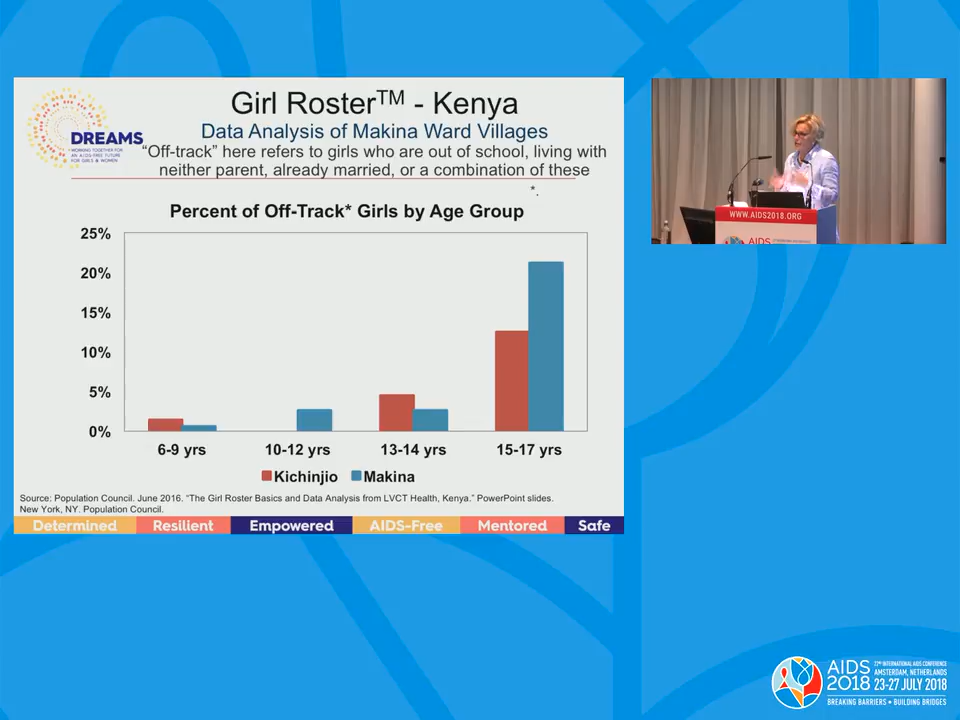 Girl Roster™ - Kenya
DREAMS
WORKING TOGETHER FOR
AN AIDS-FREE FUTURE
FOR GIRLS & WOMEN
Data Analysis of Makina Ward Villages
“Off-track” here refers to girls who are out of school, living with
neither parent, already married, or a combination of these
*.
Percent of Off-Track* Girls by Age Group
25%
20%
15%
10%
5%
0%
6-9 yrs
10-12 yrs
13-14 yrs
15-17 yrs
Kichinjio
Makina
Source: Population Council. June 2016. “The Girl Roster Basics and Data Analysis from LVCT Health, Kenya.” PowerPoint slides.
New York, NY. Population Council.
Determined Resilient Empowered AIDS-Free Mentored Safe
WWW.AIDS2018.ORG
AIDS
AIDS
2018
22ND INTERNATIONAL AIDS CONFERENCE
AMSTERDAM, NETHERLANDS
23-27 JULY 2018
BREAKING BARRIERS • BUILDING BRIDGES